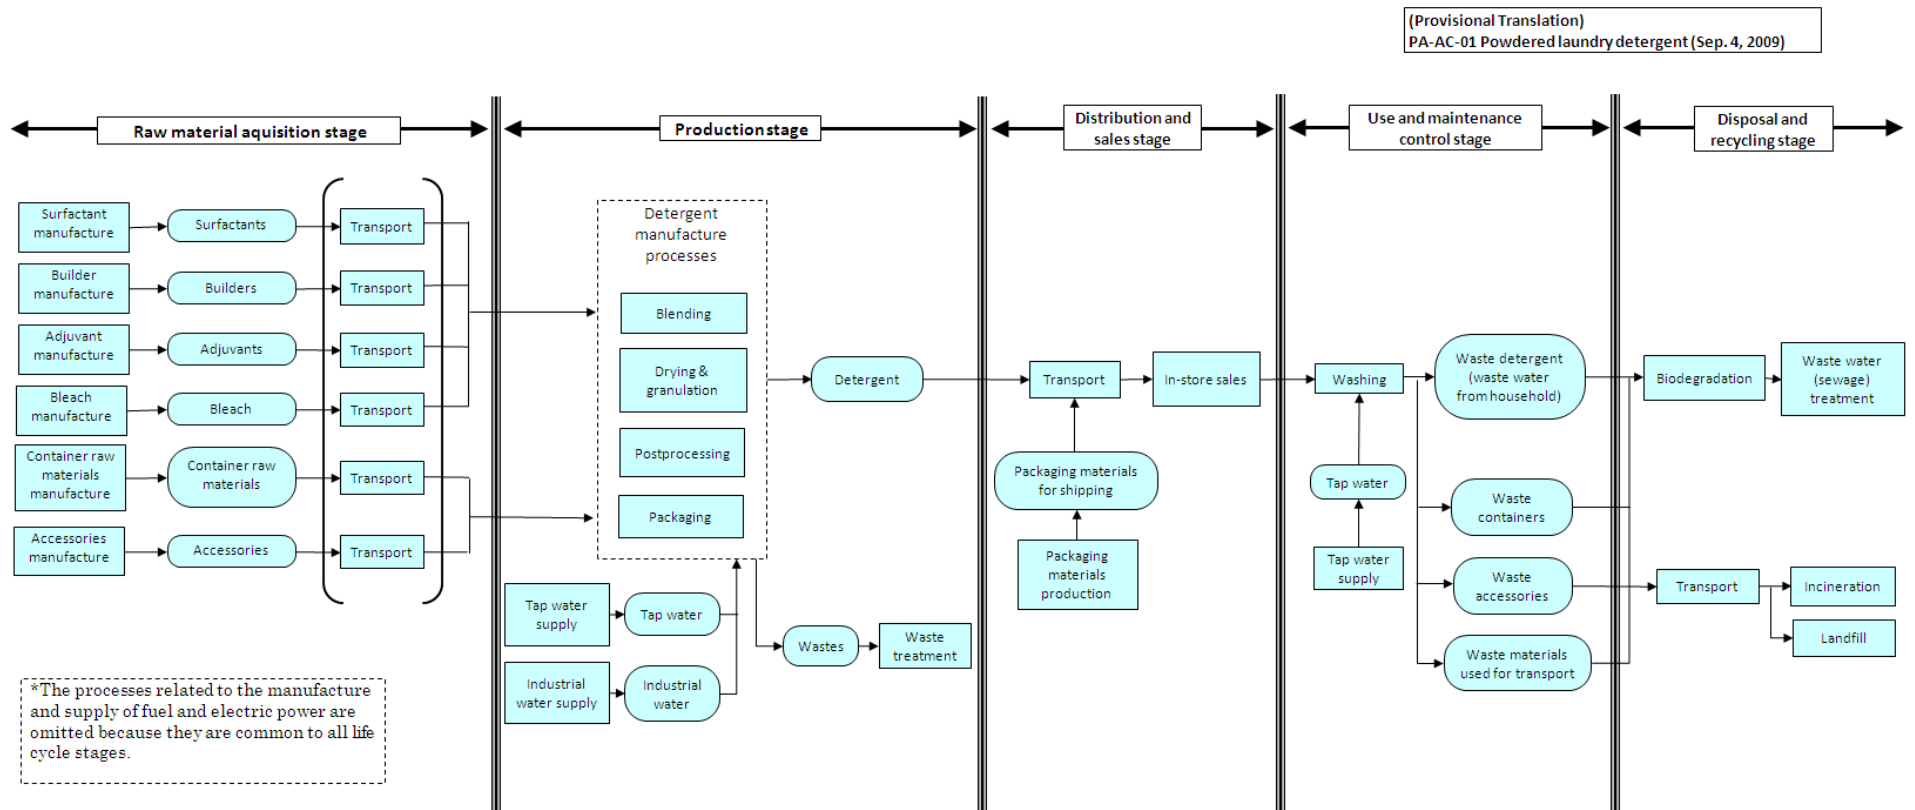 (Provisional Translation)
PA-AC-01 Powdered laundry detergent (Sep. 4, 2009)
Raw material aquisition stage
Production stage
Distribution and
sales stage
Use and maintenance
control stage
Disposal and
recycling stage
Surfactant
manufacture
Surfactants
Transport
Builder
manufacture
Builders
Transport
Adjuvant
manufacture
Adjuvants
Transport
Bleach
manufacture
Bleach
Transport
Container raw
materials
manufacture
Container raw
materials
Transport
Accessories
manufacture
Accessories
Transport
*The processes related to the manufacture
and supply of fuel and electric power are
omitted because they are common to all life
cycle stages.
Detergent
manufacture
processes
Blending
Drying &
granulation
Postprocessing
Packaging
Detergent
Tap water
supply
Tap water
Industrial
water supply
Industrial
water
Wastes
Waste
treatment
Transport
In-store sales
Packaging materials
for shipping
Packaging
materials
production
Washing
Tap water
Tap water
supply
Waste detergent
(waste water
from household)
Waste
containers
Waste
accessories
Waste materials
used for transport
Biodegradation
Waste water
(sewage)
treatment
Transport
Incineration
Landfill